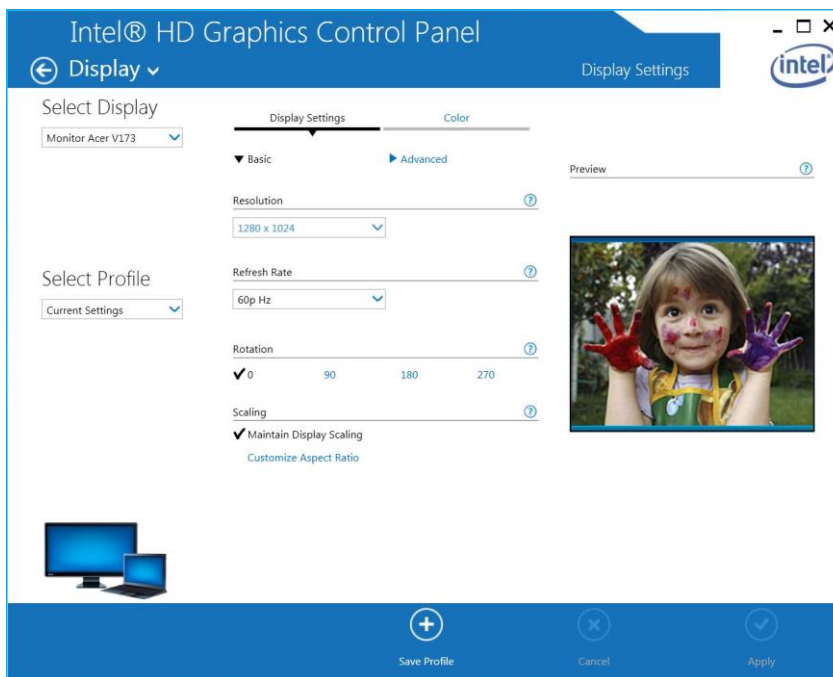 Intel® HD Graphics Control Panel
Display
Display Settings
intel
Select Display
Monitor Acer V173
Select Profile
Current Settings
Display Settings
Color
Basic
Advanced
Resolution
1280 x 1024
Refresh Rate
60p Hz
Rotation
0 90 180 270
Scaling
Maintain Display Scaling
Customize Aspect Ratio
Preview
Save Profile
Cancel
Apply